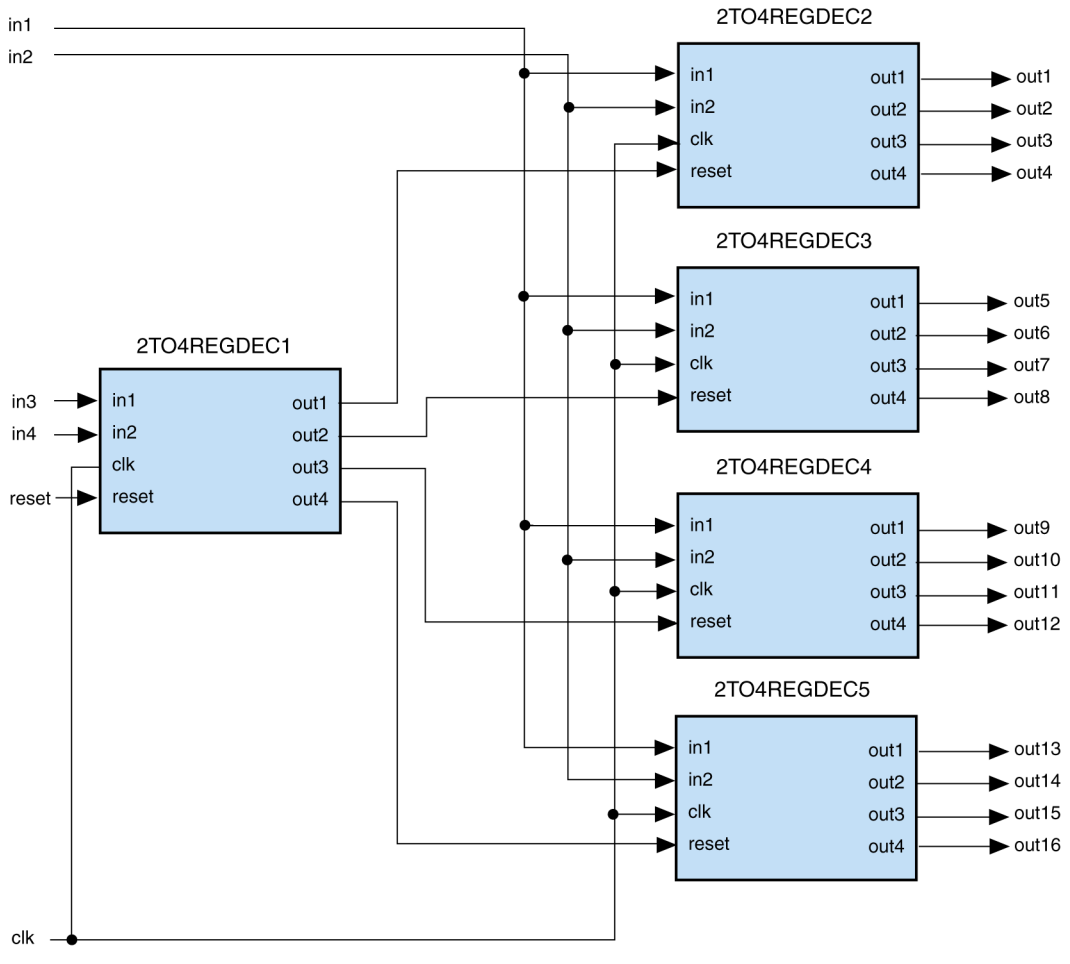 in1
in2
2TO4REGDEC2
in1
in2
clk
reset
out1
out2
out3
out4
out1
out2
out3
out4
2TO4REGDEC3
in1
in2
clk
reset
out1
out2
out3
out4
out5
out6
out7
out8
2TO4REGDEC1
in3
in4
reset
in1
in2
clk
reset
out1
out2
out3
out4
2TO4REGDEC4
in1
in2
clk
reset
out1
out2
out3
out4
out9
out10
out11
out12
2TO4REGDEC5
in1
in2
clk
reset
out1
out2
out3
out4
out13
out14
out15
out16
clk